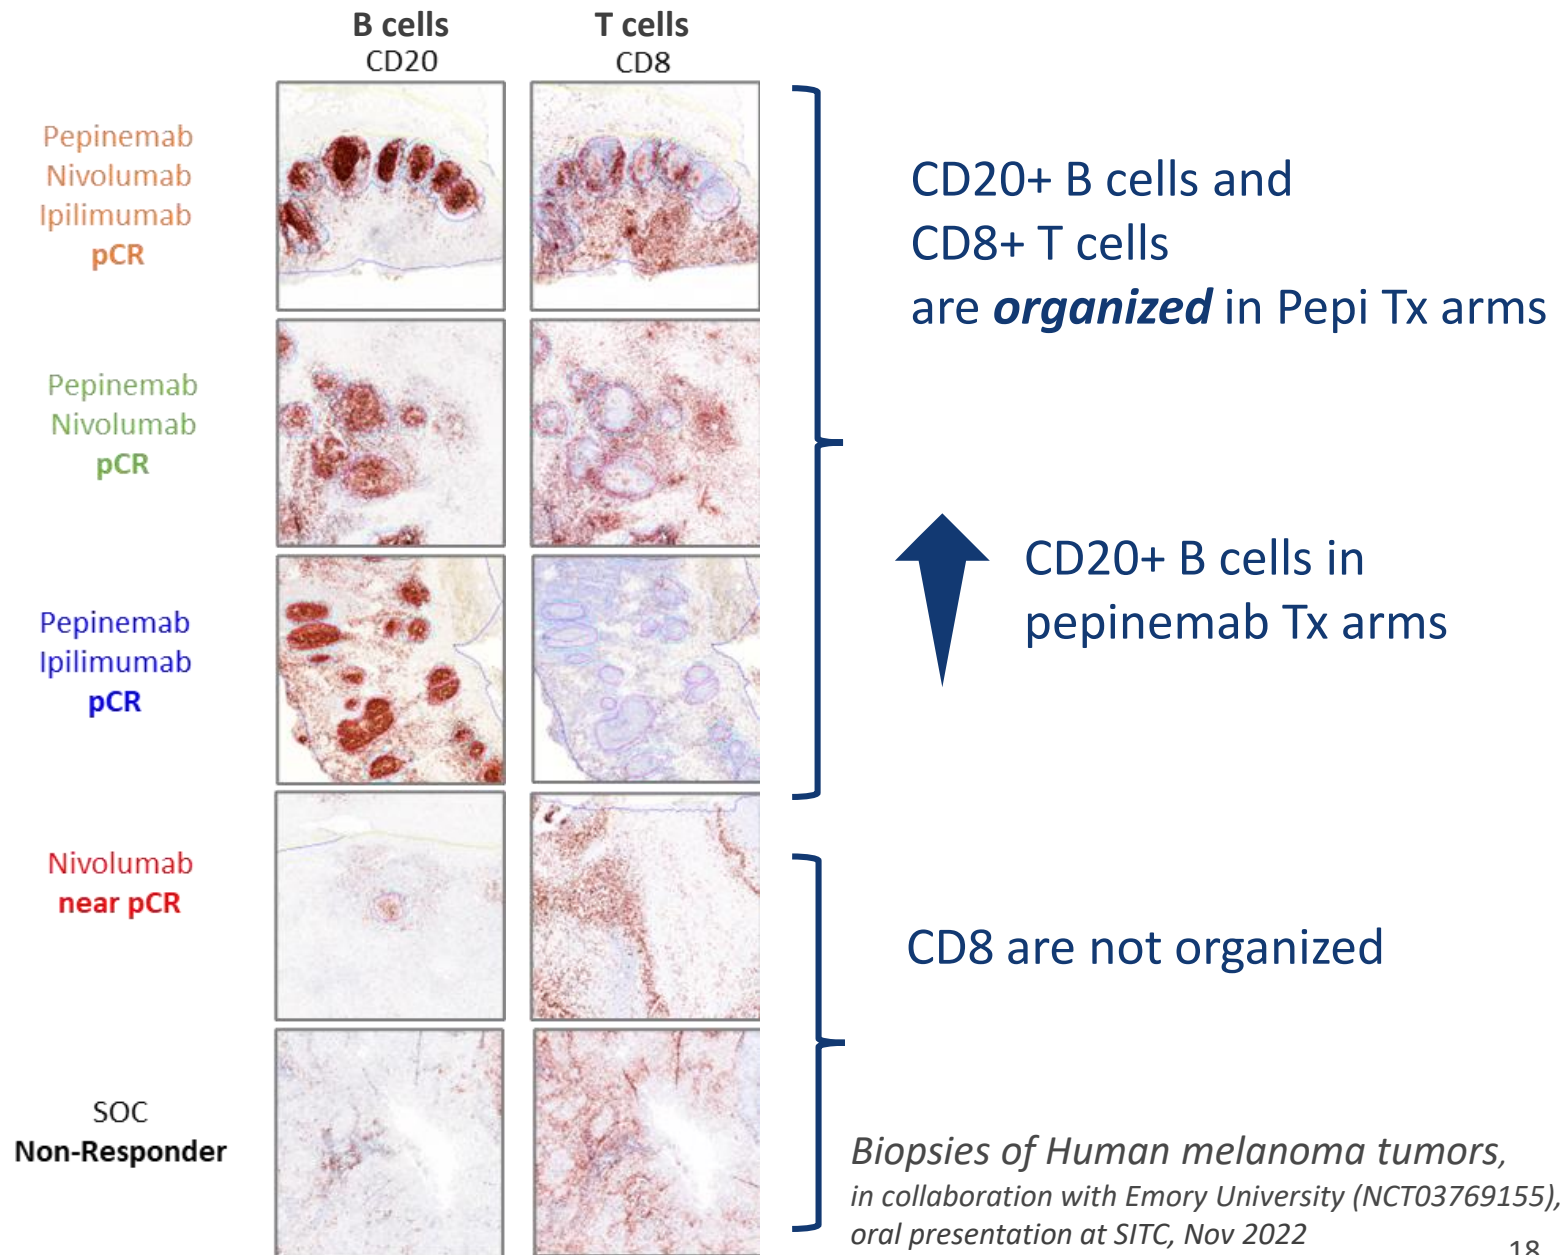 B cells
CD20
T cells
CD8
Pepinemab
Nivolumab
Ipilimumab
pCR
Pepinemab
Nivolumab
pCR
Pepinemab
Ipilimumab
pCR
Nivolumab
near pCR
SOC
Non-Responder
CD20+ B cells and
CD8+ T cells
are organized in Pepi Tx arms
CD20+ B cells in
pepinemab Tx arms
CD8 are not organized
Biopsies of Human melanoma tumors,
in collaboration with Emory University (NCT03769155),
oral presentation at SITC, Nov 2022
18